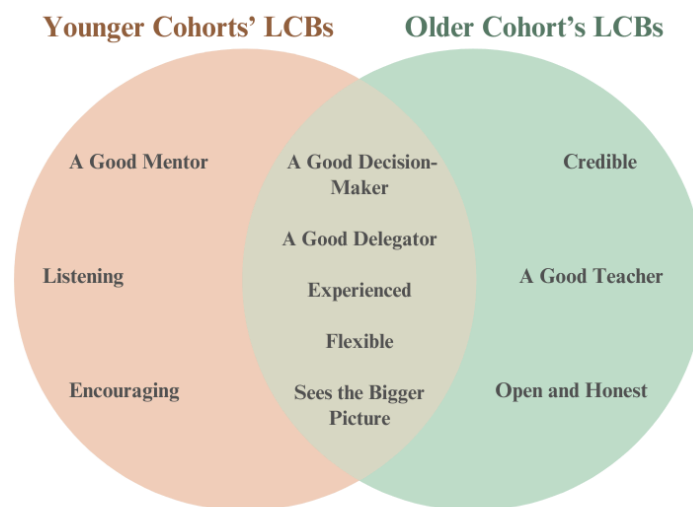 Younger Cohorts’ LCBs
Older Cohort’s LCBs
A Good Mentor
Listening
Encouraging
A Good Decision-
Maker
A Good Delegator
Experienced
Flexible
Sees the Bigger
Picture
Credible
A Good Teacher
Open and Honest